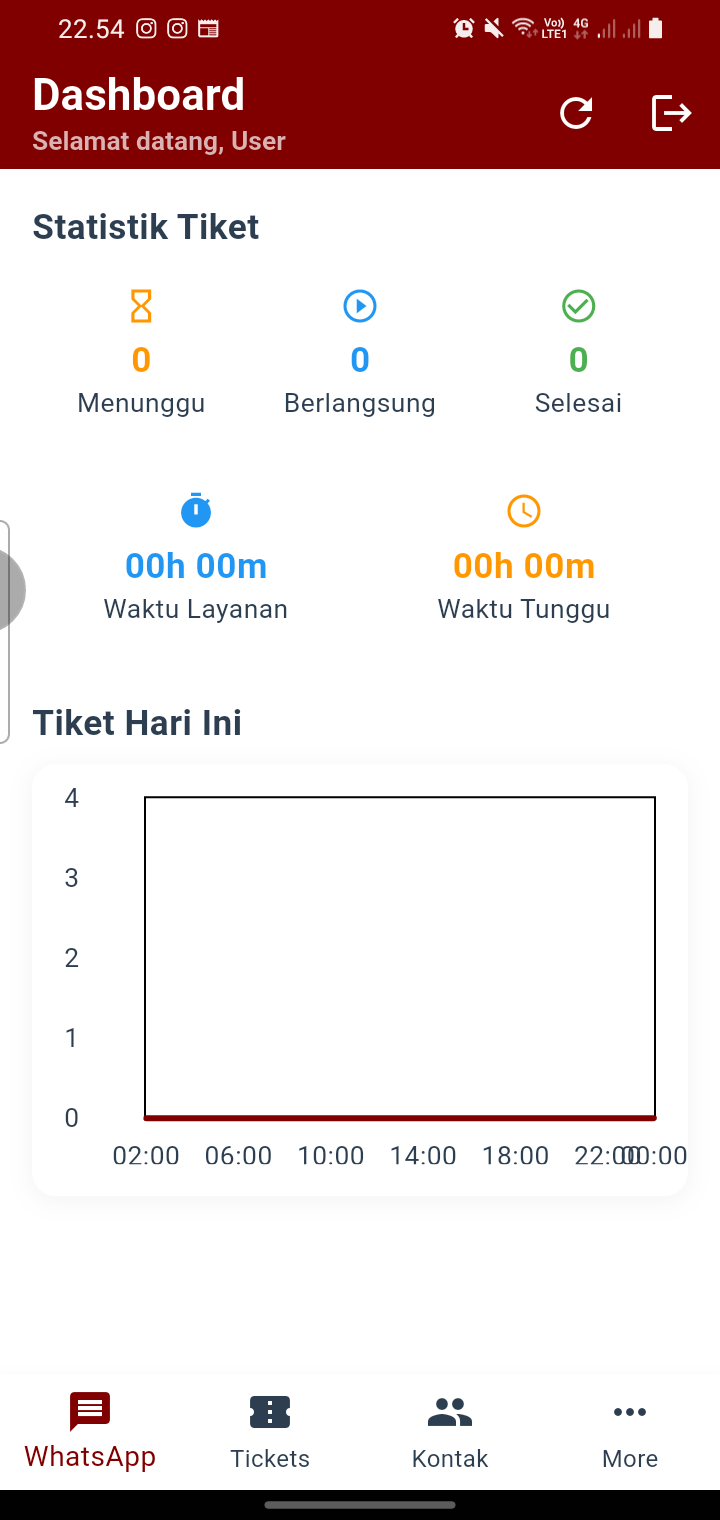 22.54 Vo)) LTE1 4G
Dashboard
Selamat datang, User
Statistik Tiket
0 0 0
Menunggu Berlangsung Selesai
00h 00m 00h 00m
Waktu Layanan Waktu Tunggu
Tiket Hari Ini
4
3
2
1
0
02:00 06:00 10:00 14:00 18:00 22:00 00:00
WhatsApp Tickets Kontak More